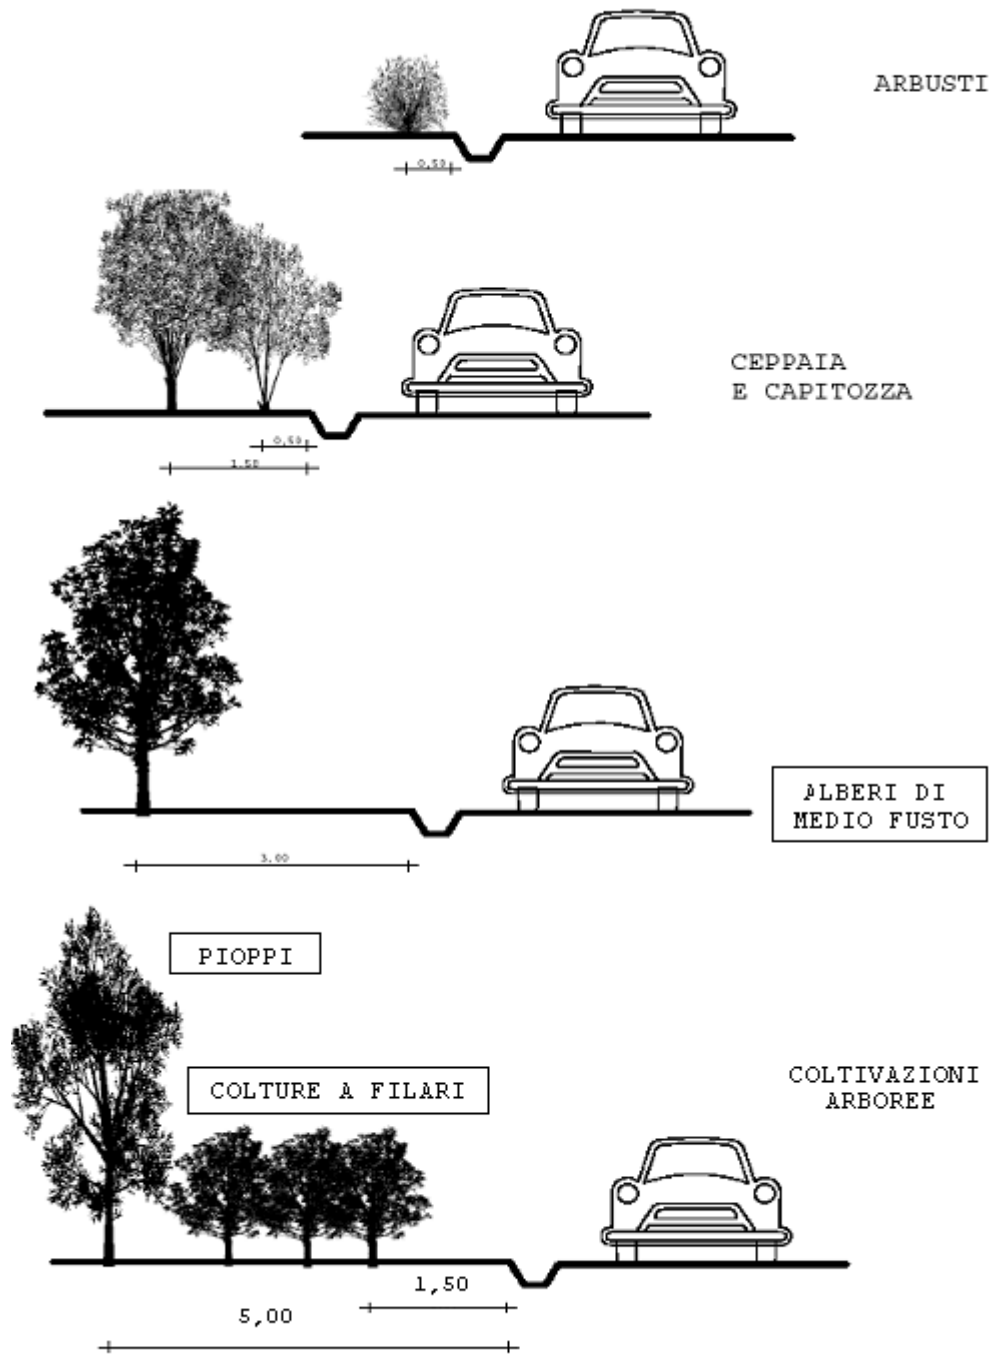 ARBUSTI
0,50
CEPPAIA
E CAPITOZZA
0,50
1.50
ALBERI DI
MEDIO FUSTO
3.00
PIOPPI
COLTURE A FILARI
COLTIVAZIONI
ARBOREE
1,50
5,00